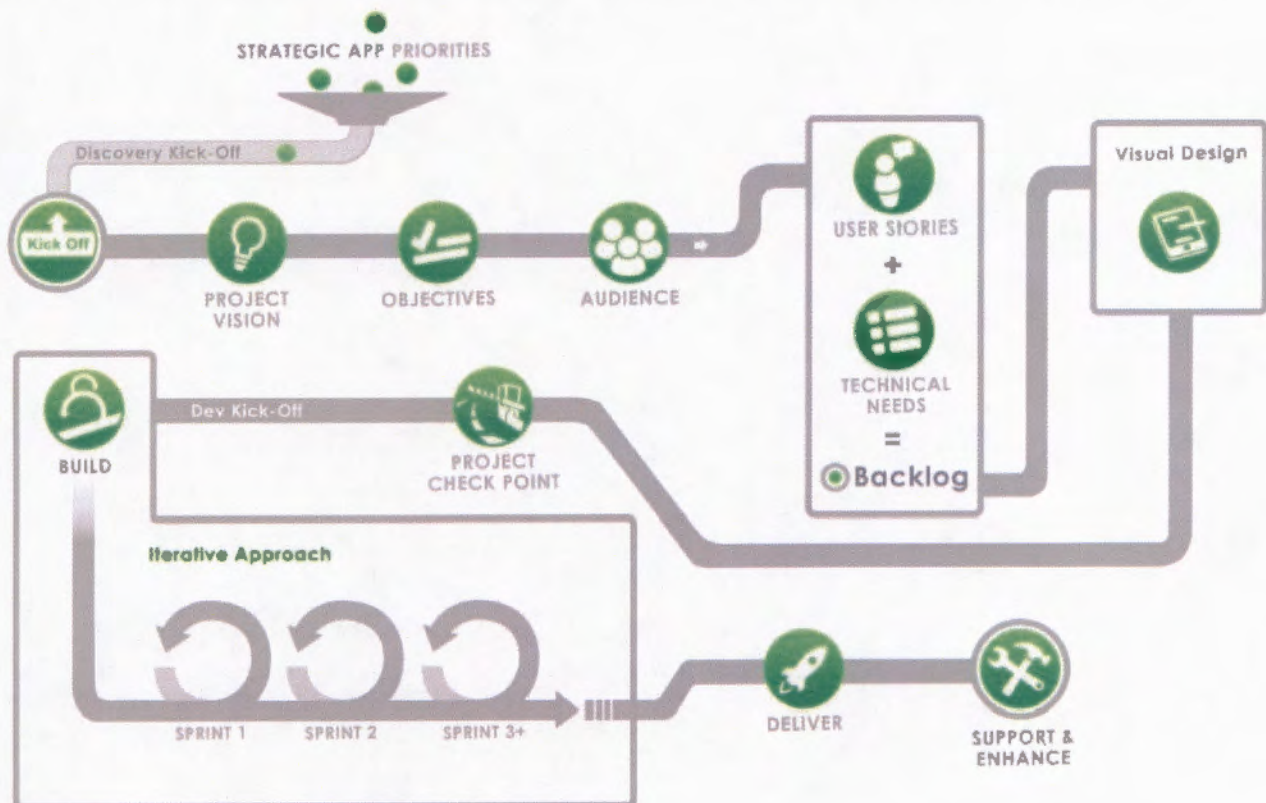 STRATEGIC APP PRIORITIES
Discovery Kick-Off
Kick Off
PROJECT
VISION
OBJECTIVES
AUDIENCE
USER STORIES
+
TECHNICAL
NEEDS
=
Backlog
Visual Design
BUILD
Dev Kick-Off
PROJECT
CHECK POINT
Iterative Approach
SPRINT 1
SPRINT 2
SPRINT 3+
DELIVER
SUPPORT &
ENHANCE